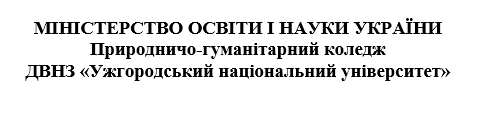 МІНІСТЕРСТВО ОСВІТИ І НАУКИ УКРАЇНИ
Природничо-гуманітарний коледж
ДВНЗ «Ужгородський національний університет»